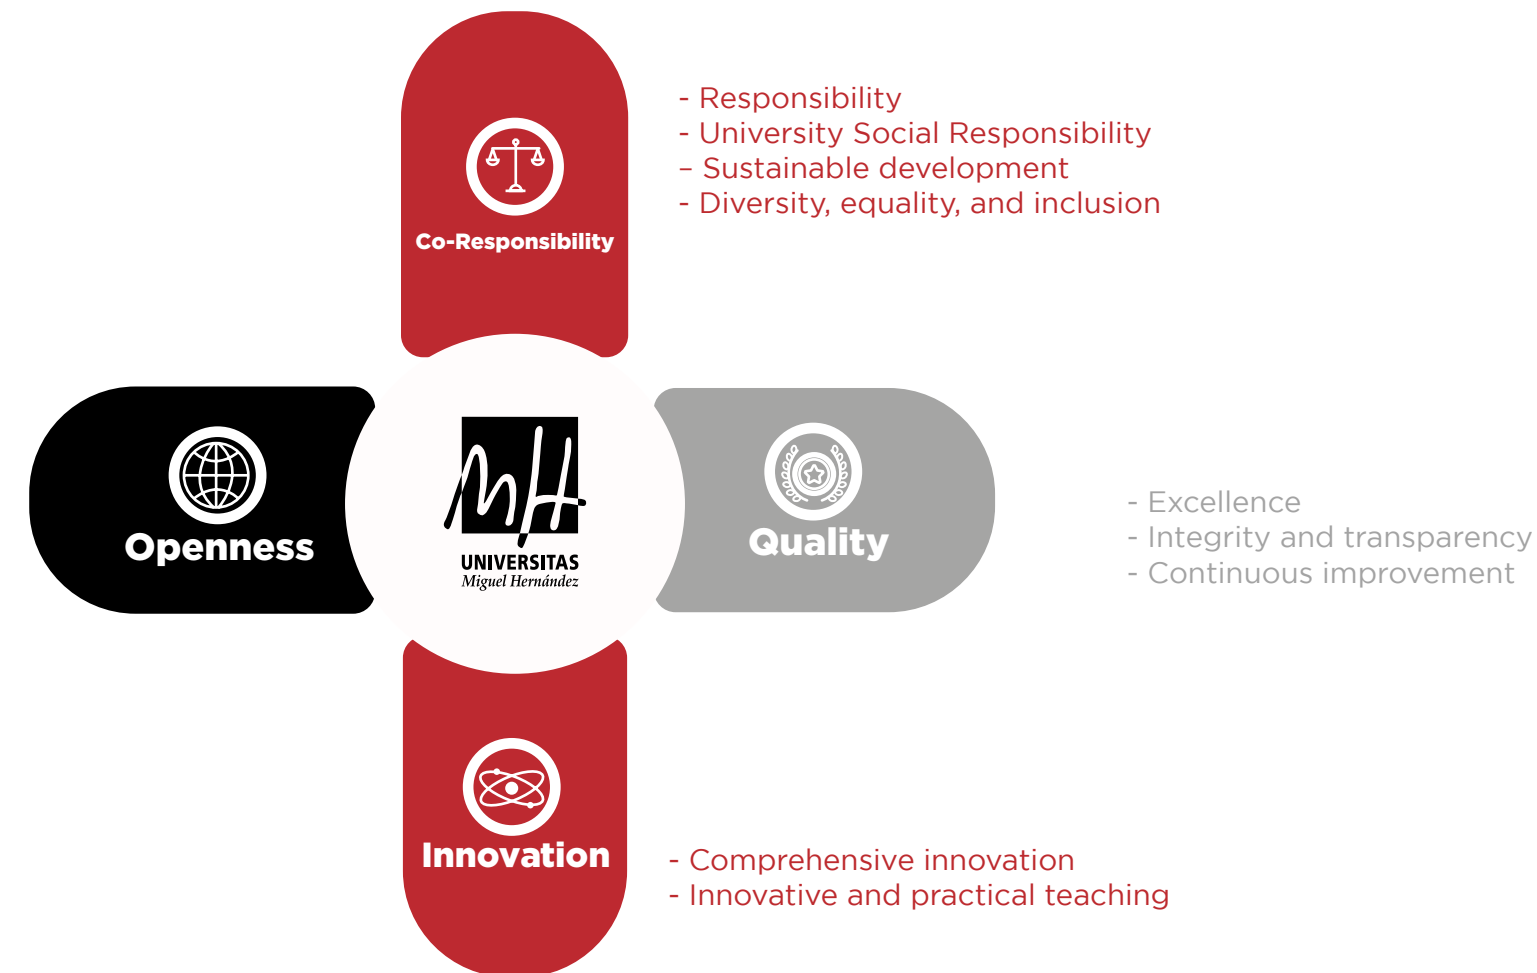 - Responsibility
- University Social Responsibility
– Sustainable development
- Diversity, equality, and inclusion
Co-Responsibility
Openness
MH
UNIVERSITAS
Miguel Hernández
Quality
- Excellence
- Integrity and transparency
- Continuous improvement
Innovation
- Comprehensive innovation
- Innovative and practical teaching